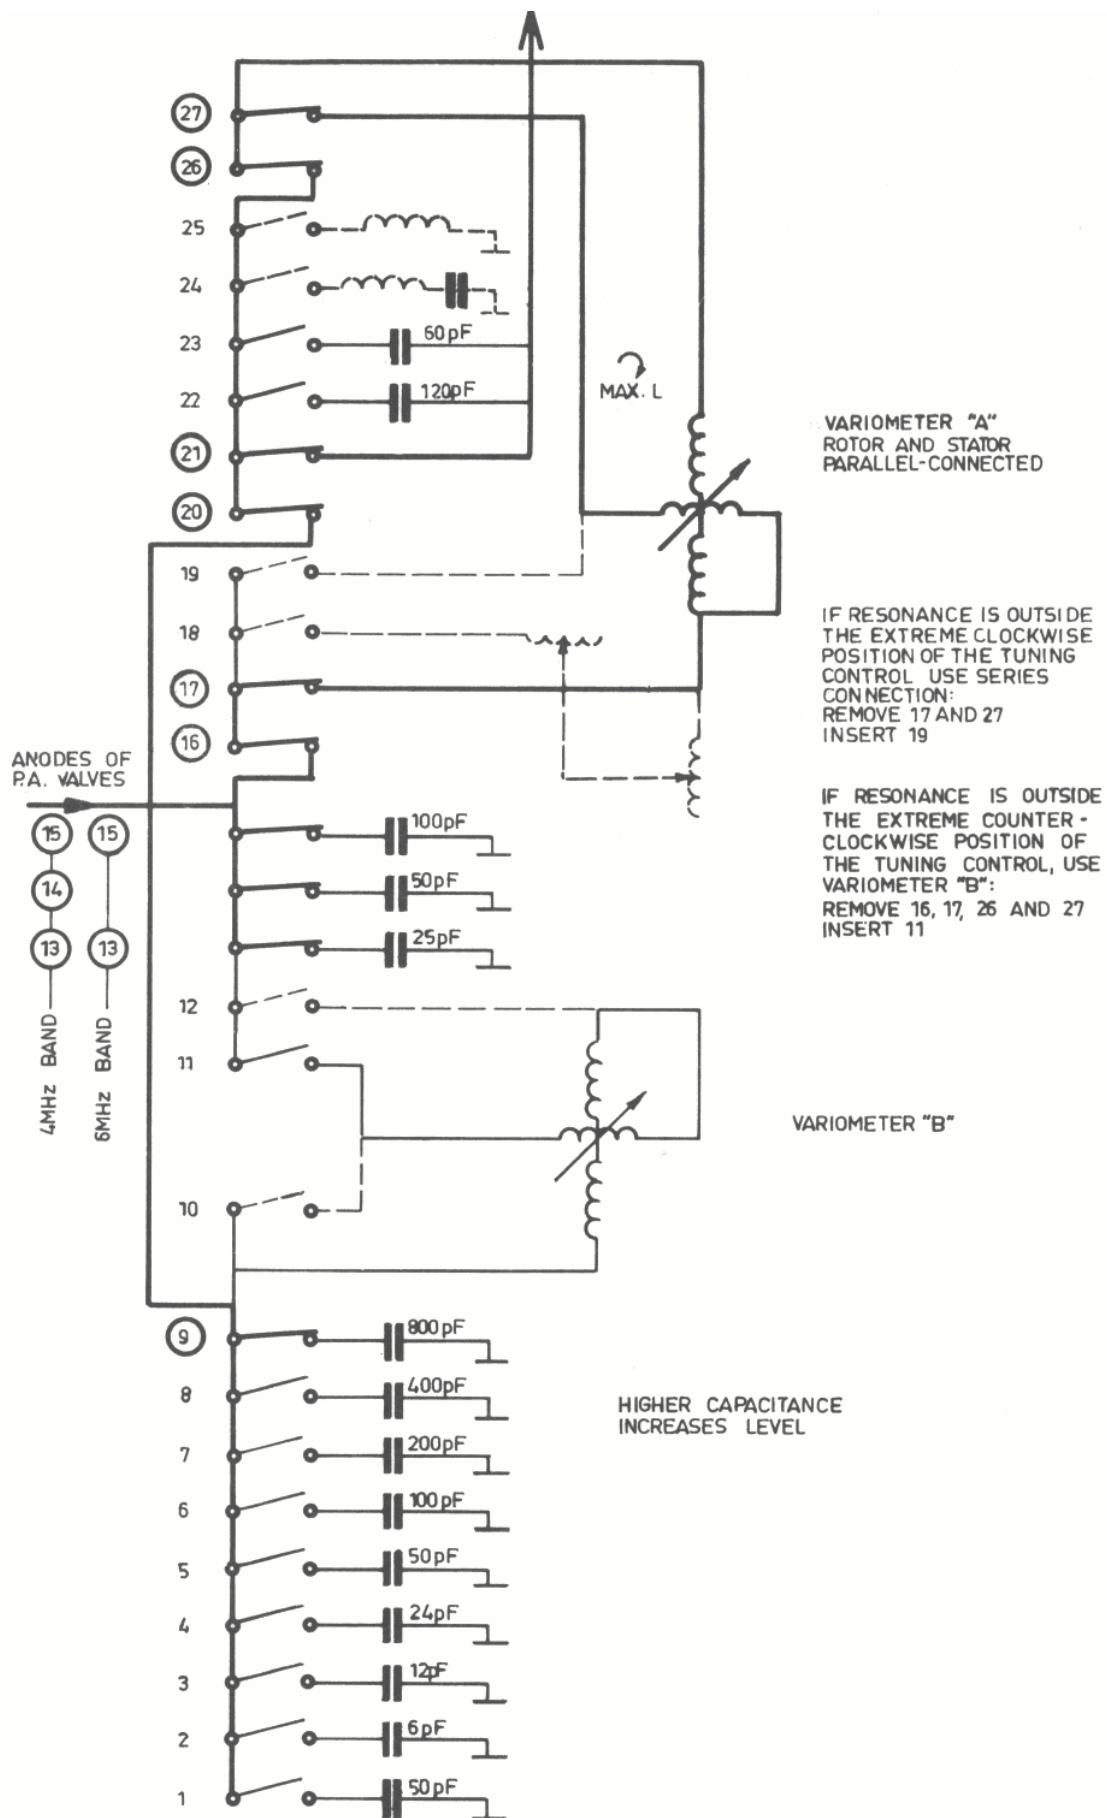 27
26
25
24
23
60pF
22
120pF
21
20
19
18
17
16
MAX. L
VARIOMETER "A"
ROTOR AND STATOR
PARALLEL-CONNECTED
IF RESONANCE IS OUTSIDE
THE EXTREME CLOCKWISE
POSITION OF THE TUNING
CONTROL USE SERIES
CONNECTION:
REMOVE 17 AND 27
INSERT 19
ANODES OF
P.A. VALVES
IF RESONANCE IS OUTSIDE
THE EXTREME COUNTER-
CLOCKWISE POSITION OF
THE TUNING CONTROL, USE
VARIOMETER "B":
REMOVE 16, 17, 26 AND 27
INSERT 11
15 15
100pF
14
50pF
13 13
25pF
4MHz BAND
6MHz BAND
12
11
VARIOMETER "B"
10
9
800pF
8
400pF
HIGHER CAPACITANCE
INCREASES LEVEL
7
200pF
6
100pF
5
50pF
4
24pF
3
12pF
2
6pF
1
50pF